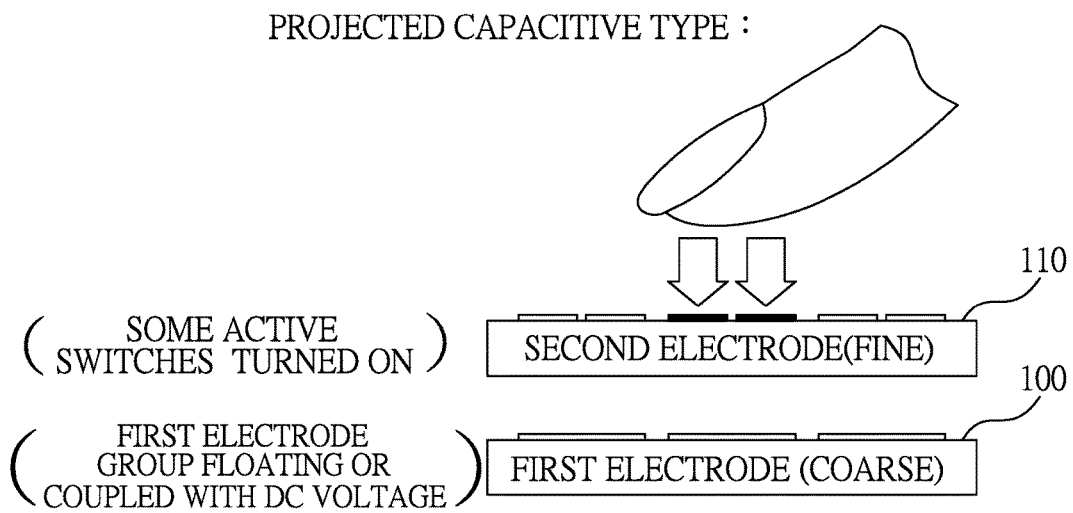 PROJECTED CAPACITIVE TYPE :
110
( SOME ACTIVE
SWITCHES TURNED ON )
SECOND ELECTRODE(FINE)
100
( FIRST ELECTRODE
GROUP FLOATING OR
COUPLED WITH DC VOLTAGE )
FIRST ELECTRODE (COARSE)